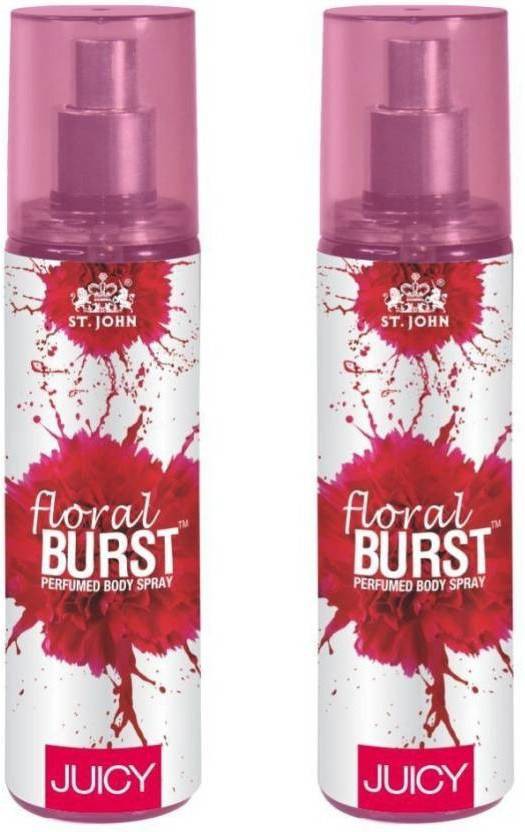 ST. JOHN
floral
BURST™
PERFUMED BODY SPRAY
JUICY
ST. JOHN
floral
BURST™
PERFUMED BODY SPRAY
JUICY